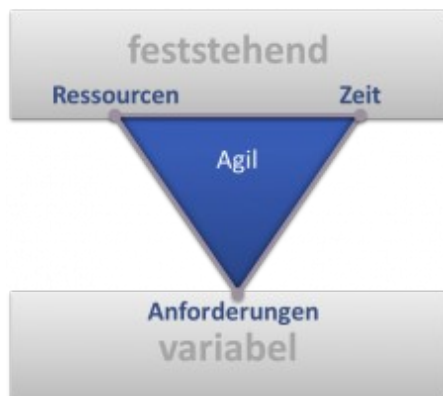 feststehend
Ressourcen Zeit
Agil
Anforderungen
variabel